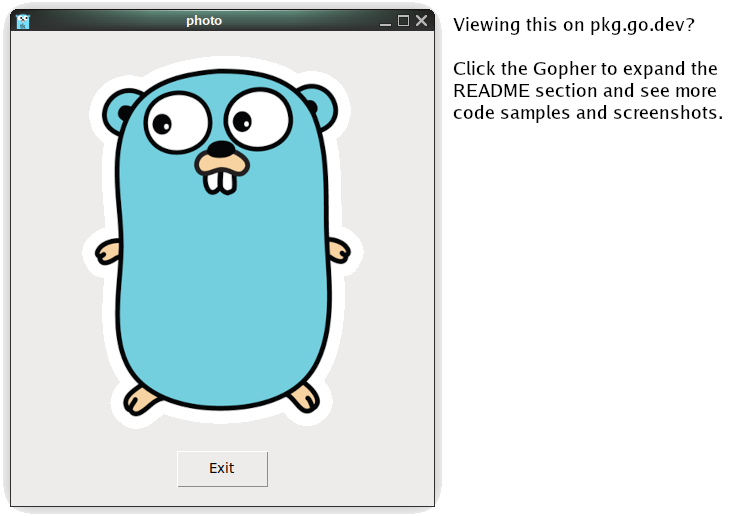 photo
Viewing this on pkg.go.dev?
Click the Gopher to expand the
README section and see more
code samples and screenshots.
Exit